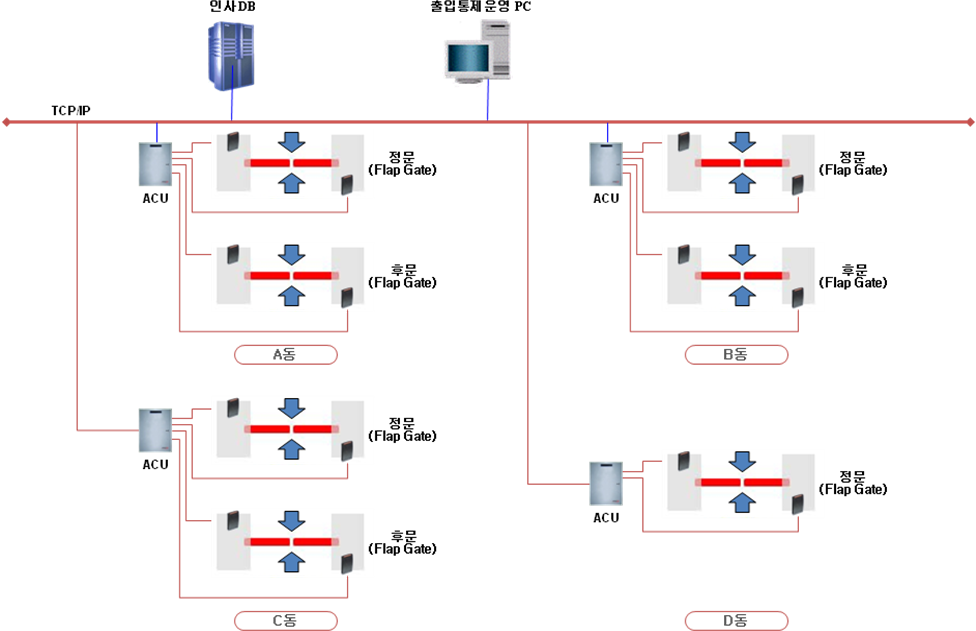 인사DB
출입통제 운영 PC
TCP/IP
ACU
정문
(Flap Gate)
후문
(Flap Gate)
A동
ACU
정문
(Flap Gate)
후문
(Flap Gate)
B동
ACU
정문
(Flap Gate)
후문
(Flap Gate)
C동
ACU
정문
(Flap Gate)
D동